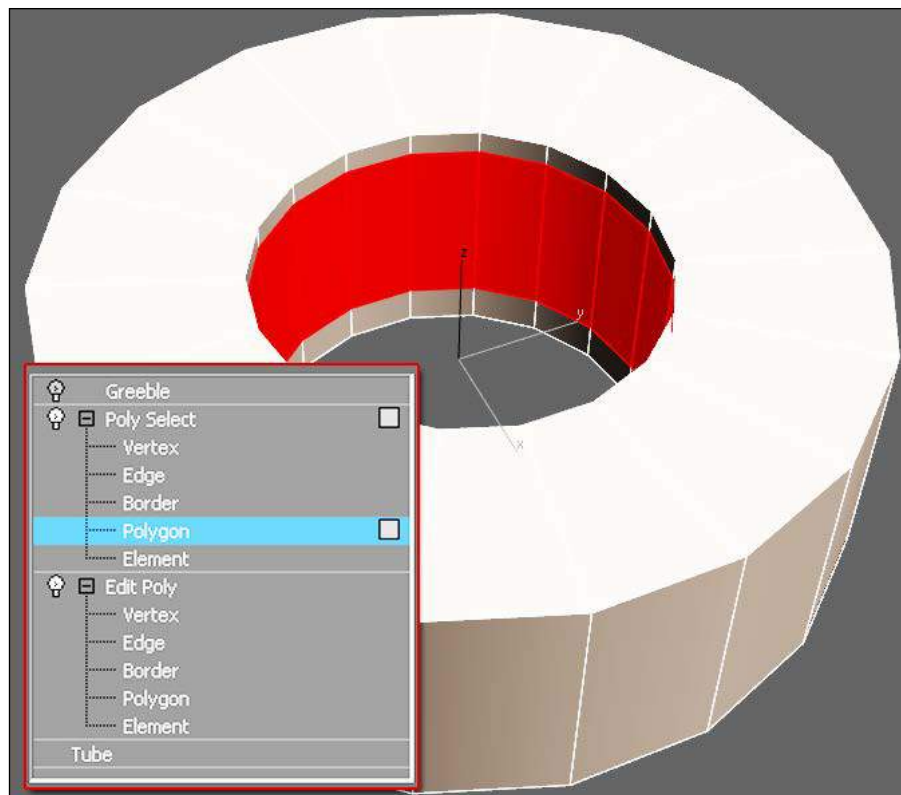 z
y
x
Greeble
Poly Select
Vertex
Edge
Border
Polygon
Element
Edit Poly
Vertex
Edge
Border
Polygon
Element
Tube